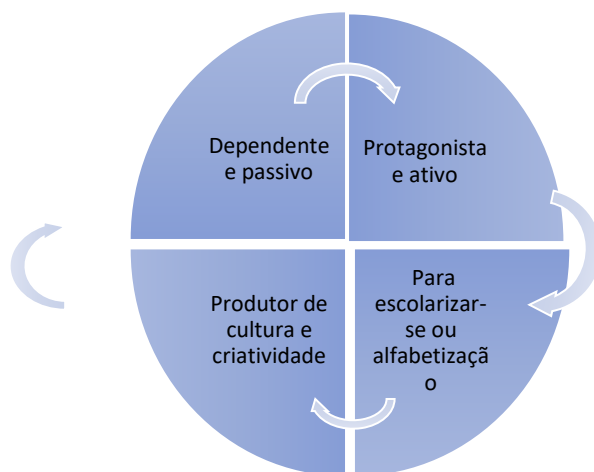 Dependente
e passivo
Protagonista
e ativo
Produtor de
cultura e
criatividade
Para
escolarizar-
se ou
alfabetizaçã
o